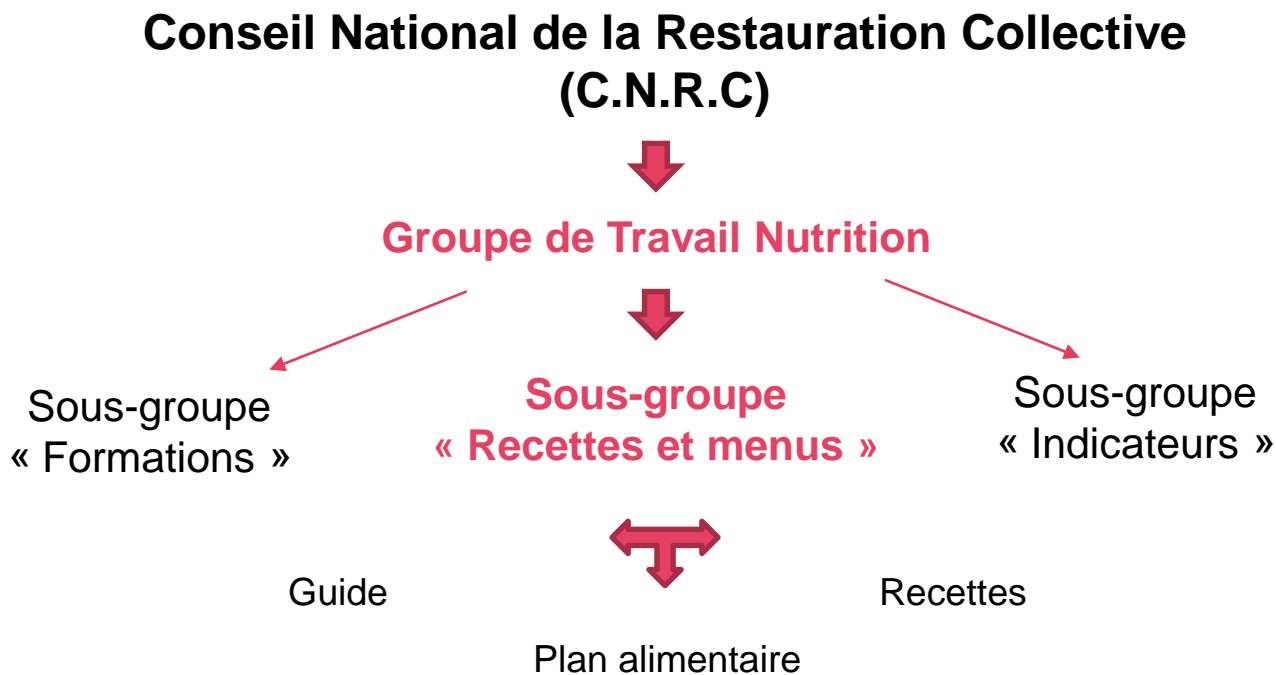 Conseil National de la Restauration Collective
(C.N.R.C)
Groupe de Travail Nutrition
Sous-groupe
« Formations »
Sous-groupe
« Recettes et menus »
Sous-groupe
« Indicateurs »
Guide
Recettes
Plan alimentaire